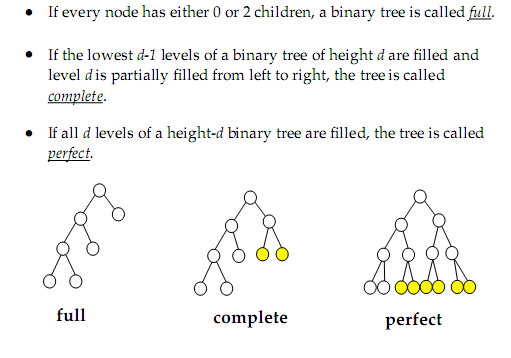 • If every node has either 0 or 2 children, a binary tree is called full.
• If the lowest d-1 levels of a binary tree of height d are filled and
level d is partially filled from left to right, the tree is called
complete.
• If all d levels of a height-d binary tree are filled, the tree is called
perfect.
full
complete
perfect